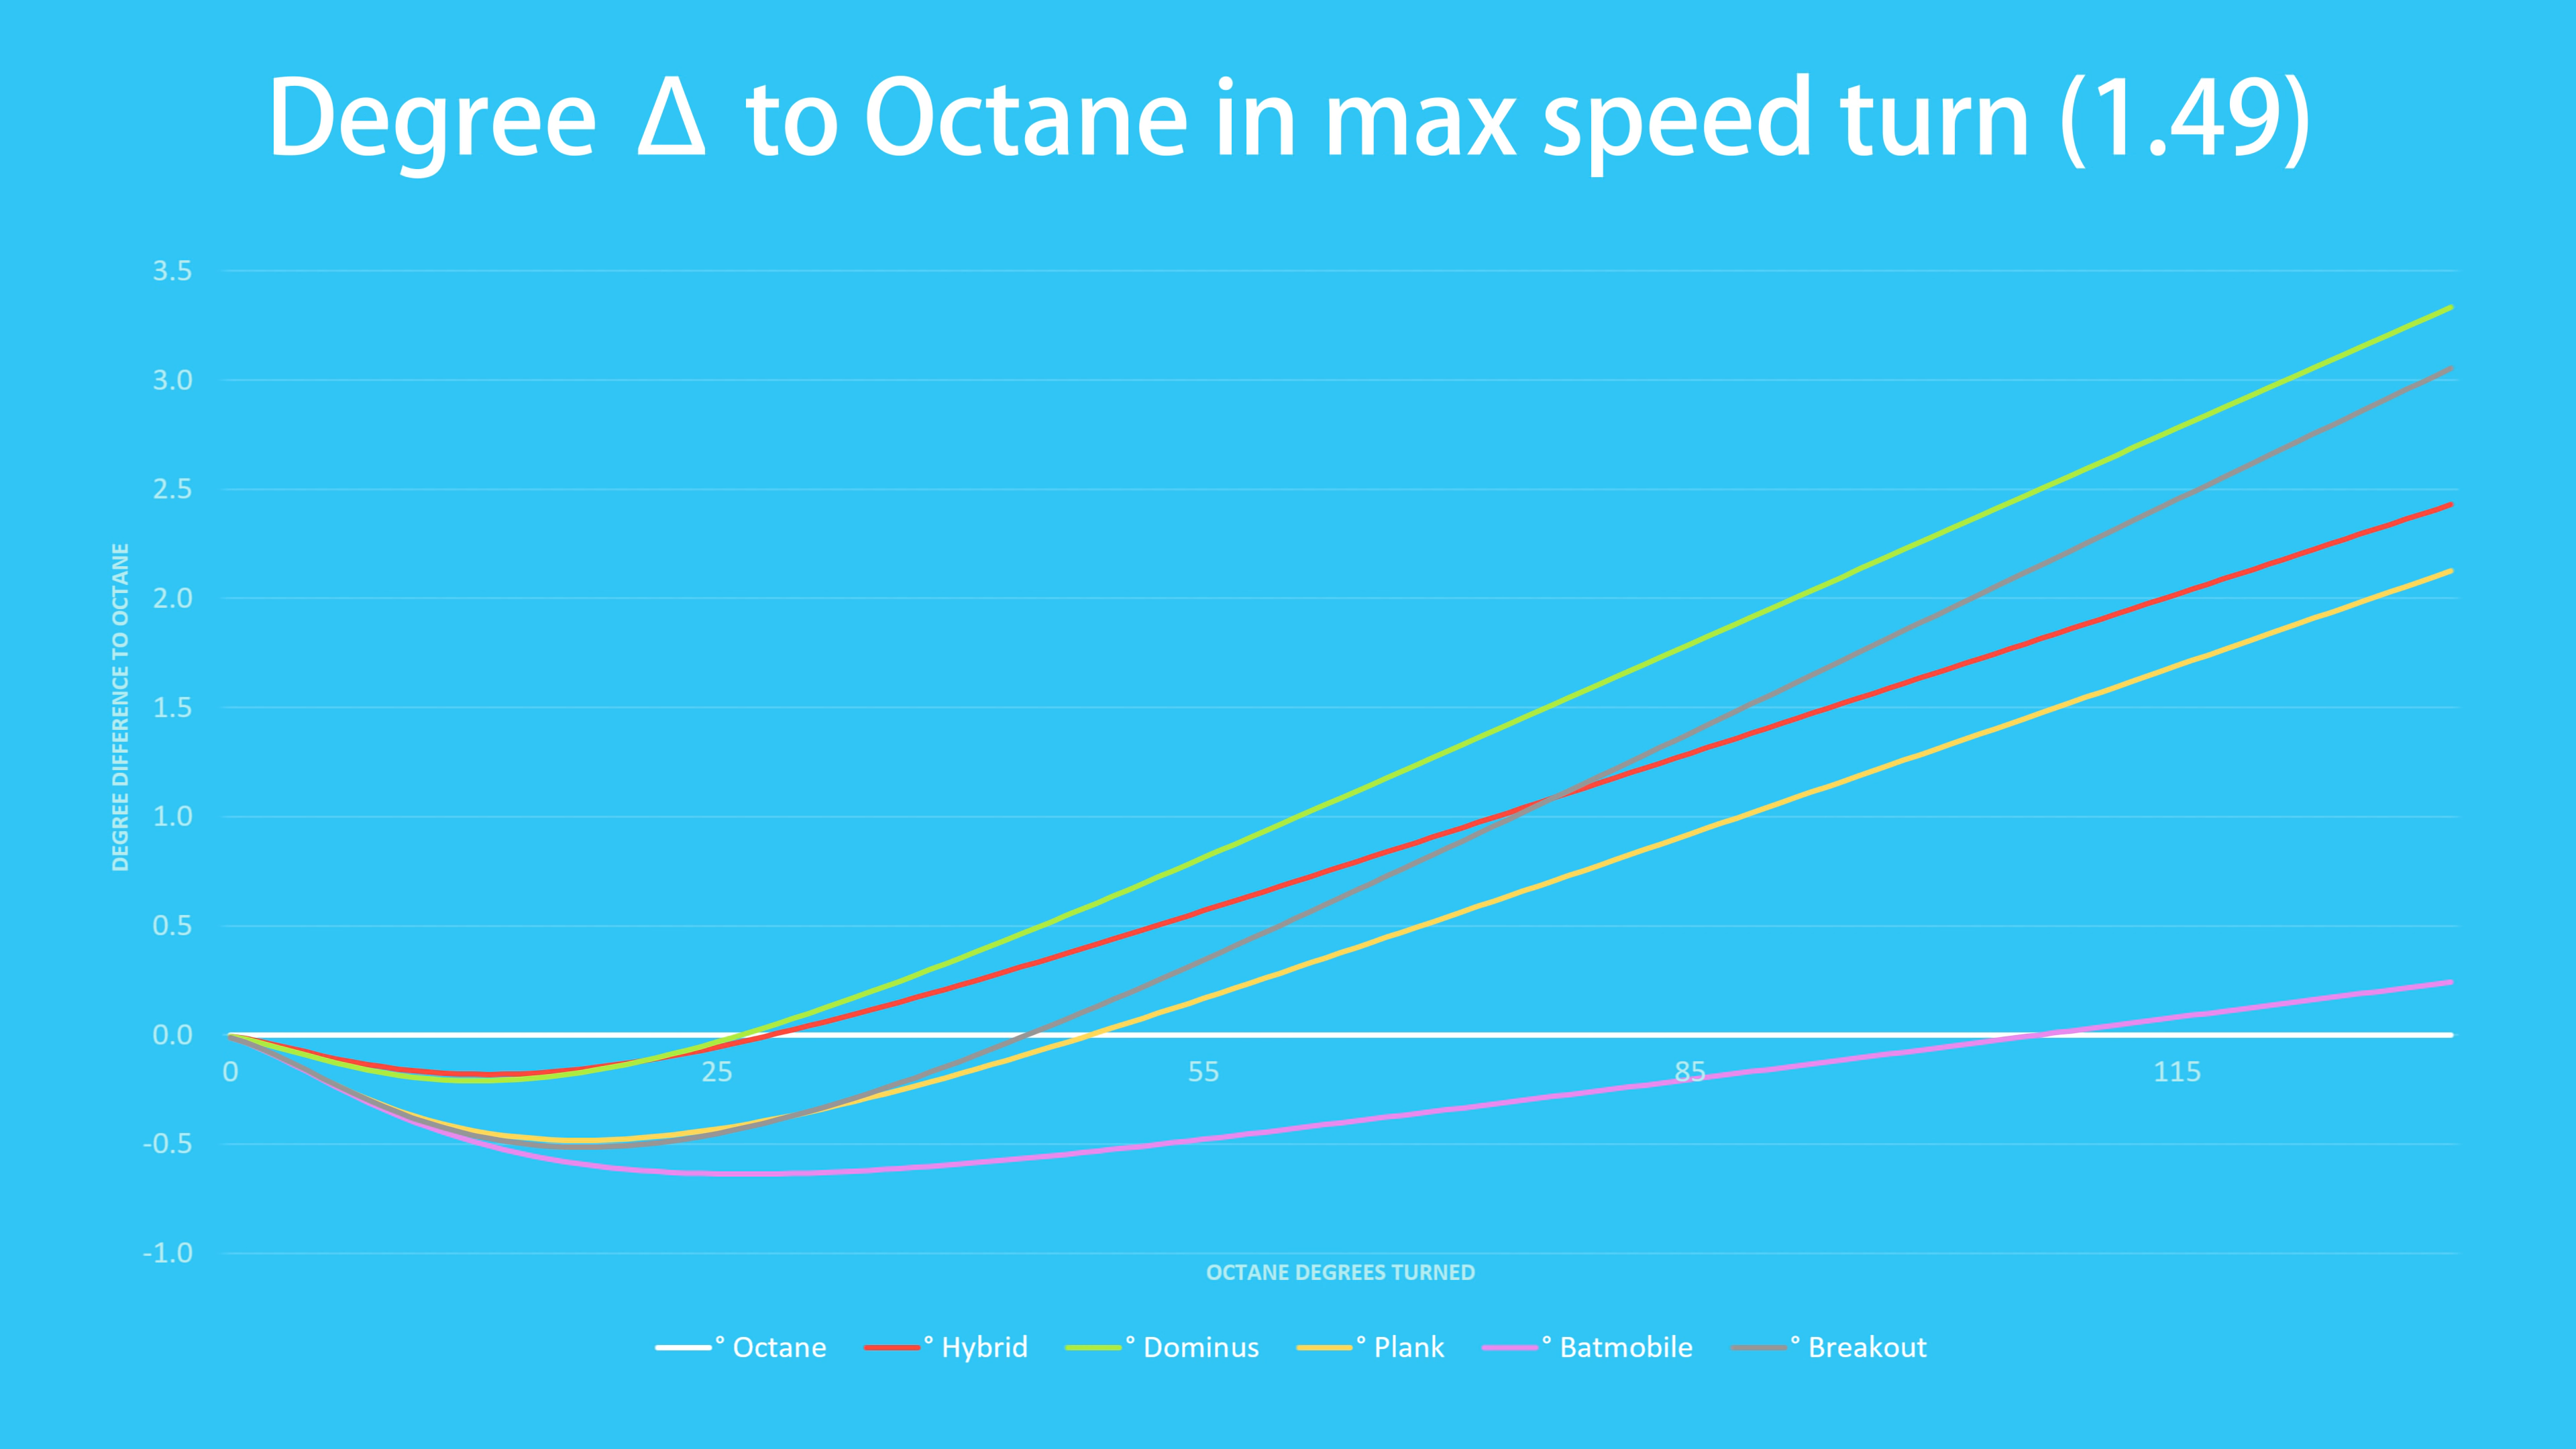 Degree Δ to Octane in max speed turn (1.49)
3.5
3.0
2.5
2.0
1.5
1.0
0.5
0.0
-0.5
-1.0
DEGREE DIFFERENCE TO OCTANE
0 25 55 85 115
OCTANE DEGREES TURNED
° Octane ° Hybrid ° Dominus ° Plank ° Batmobile ° Breakout